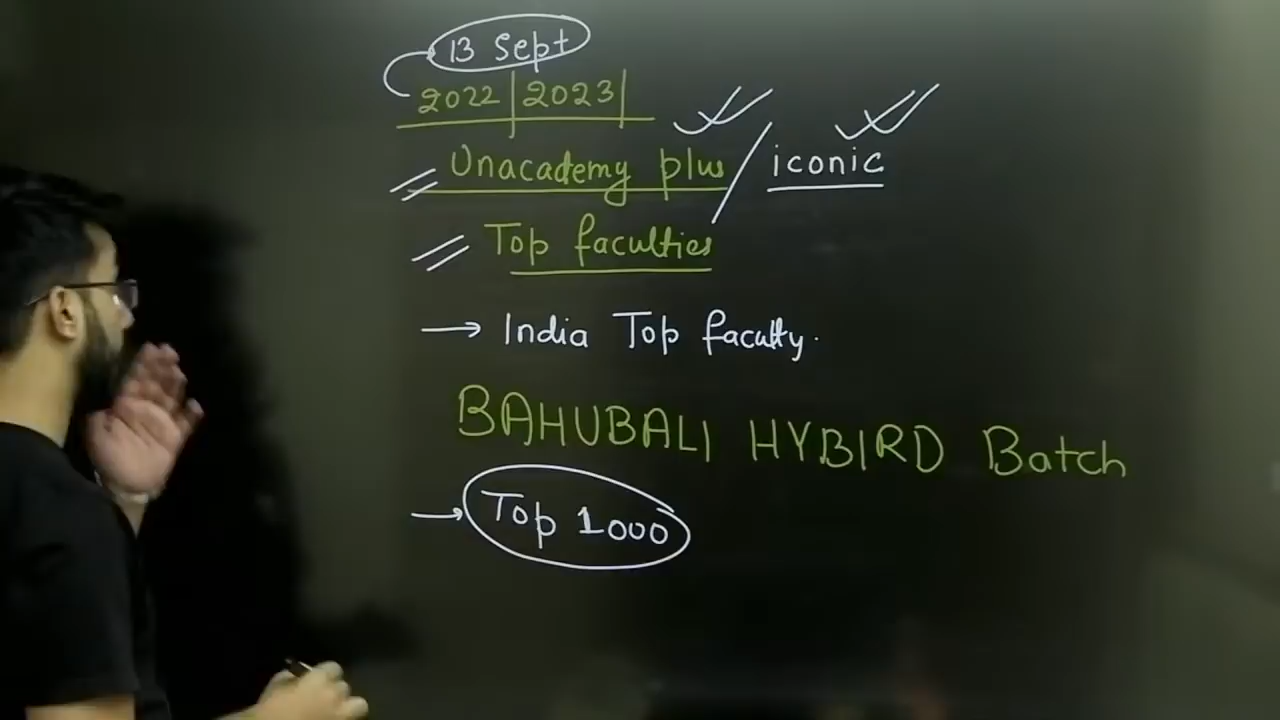 13 Sept
2022 | 2023 |
Unacademy plus / iconic
Top faculties
→ India Top faculty.
BAHUBALI HYBIRD Batch
→ Top 1000